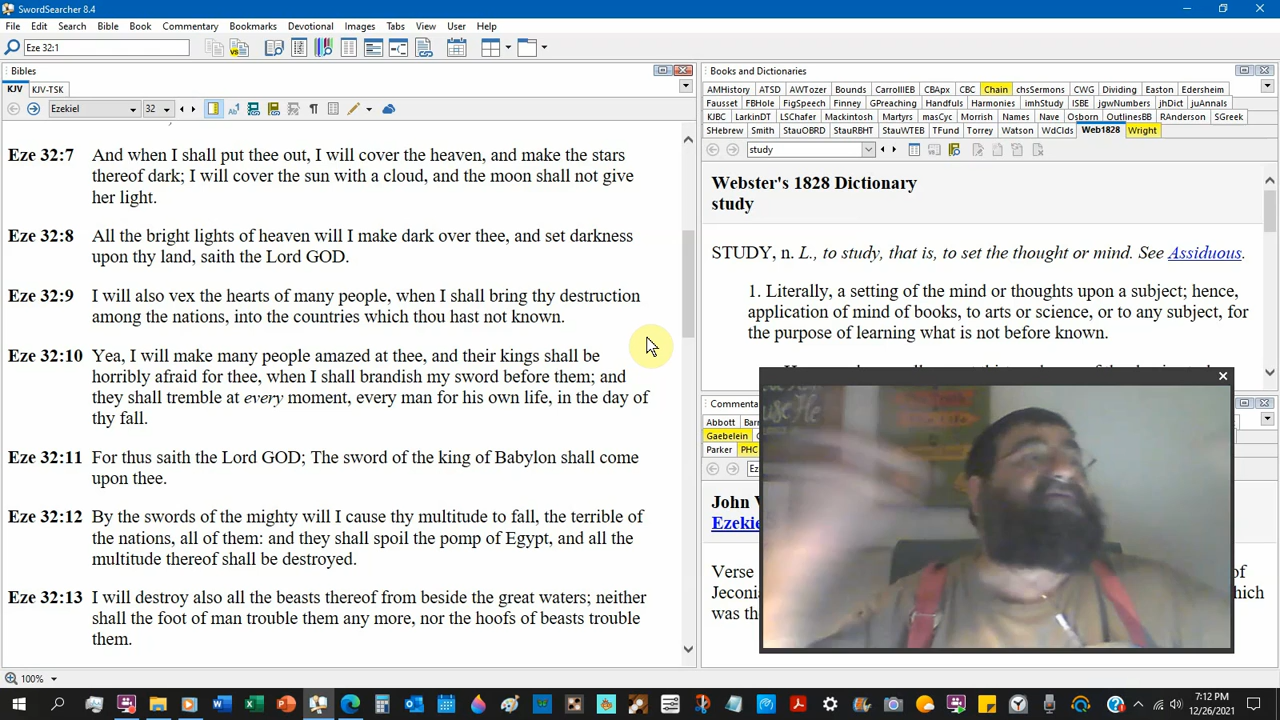 SwordSearcher 8.4
File Edit Search Bible Book Commentary Bookmarks Devotional Images Tabs View User Help
Eze 32:1
Bibles
KJV KJV-TSK
Ezekiel 32
Eze 32:7 And when I shall put thee out, I will cover the heaven, and make the stars
thereof dark; I will cover the sun with a cloud, and the moon shall not give
her light.
Eze 32:8 All the bright lights of heaven will I make dark over thee, and set darkness
upon thy land, saith the Lord GOD.
Eze 32:9 I will also vex the hearts of many people, when I shall bring thy destruction
among the nations, into the countries which thou hast not known.
Eze 32:10 Yea, I will make many people amazed at thee, and their kings shall be
horribly afraid for thee, when I shall brandish my sword before them; and
they shall tremble at every moment, every man for his own life, in the day of
thy fall.
Eze 32:11 For thus saith the Lord GOD; The sword of the king of Babylon shall come
upon thee.
Eze 32:12 By the swords of the mighty will I cause thy multitude to fall, the terrible of
the nations, all of them: and they shall spoil the pomp of Egypt, and all the
multitude thereof shall be destroyed.
Eze 32:13 I will destroy also all the beasts thereof from beside the great waters; neither
shall the foot of man trouble them any more, nor the hoofs of beasts trouble
them.
100%
Books and Dictionaries
AMHistory ATSD AWTozer Bounds CarrollIEB CBApx CBC Chain chsSermons CWG Dividing Easton Edersheim
Fausset FBHole FigSpeech Finney GPreaching Handfuls Harmonies imhStudy ISBE jgwNumbers jhDict juAnnals
KJBC LarkinDT LSChafer Mackintosh Martyrs masCyc Morrish Names Nave Osborn OutlinesBB RAnderson SGreek
SHebrew Smith StauOBRD StauRBHT StauWTEB TFund Torrey Watson WdClds Web1828 Wright
study
Webster's 1828 Dictionary
study
STUDY, n. L., to study, that is, to set the thought or mind. See Assiduous.
1. Literally, a setting of the mind or thoughts upon a subject; hence,
application of mind of books, to arts or science, or to any subject, for
the purpose of learning what is not before known.
Commenta
Abbott Bar
Gaebelein
Parker PHC
Ez
John
Ezekie
Verse of
Jeconi hich
was th
use He
7:12 PM
12/26/2021